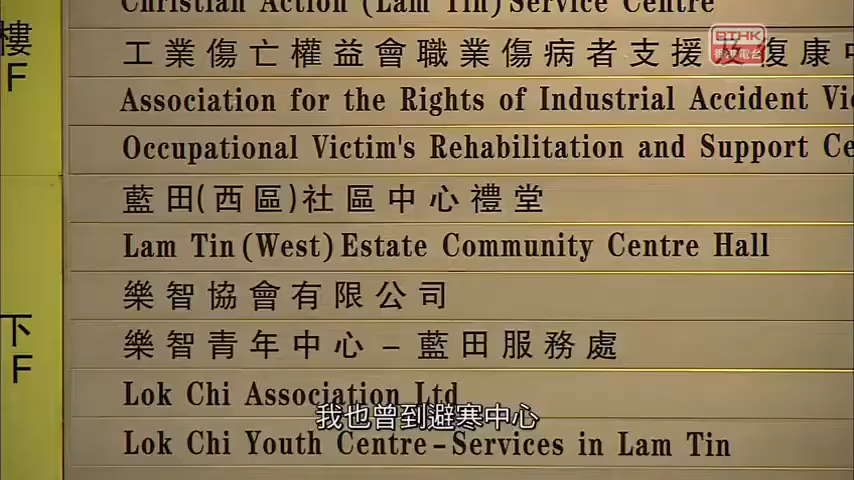 Christian Action (Lam Tin) Service Centre
RTHK
香港電台
樓
F
工業傷亡權益會職業傷病者支援及復康中
Association for the Rights of Industrial Accident Vi
Occupational Victim's Rehabilitation and Support Ce
藍田(西區)社區中心禮堂
Lam Tin (West) Estate Community Centre Hall
樂智協會有限公司
下
F
樂智青年中心 – 藍田服務處
Lok Chi Association Ltd
我也曾到避寒中心
Lok Chi Youth Centre – Services in Lam Tin